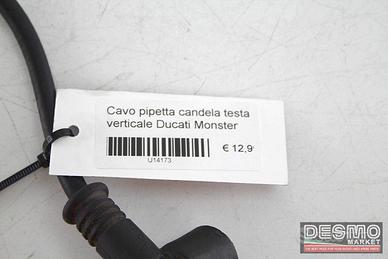 Cavo pipetta candela testa
verticale Ducati Monster
€ 12,9
U14173
DESMO
MARKET